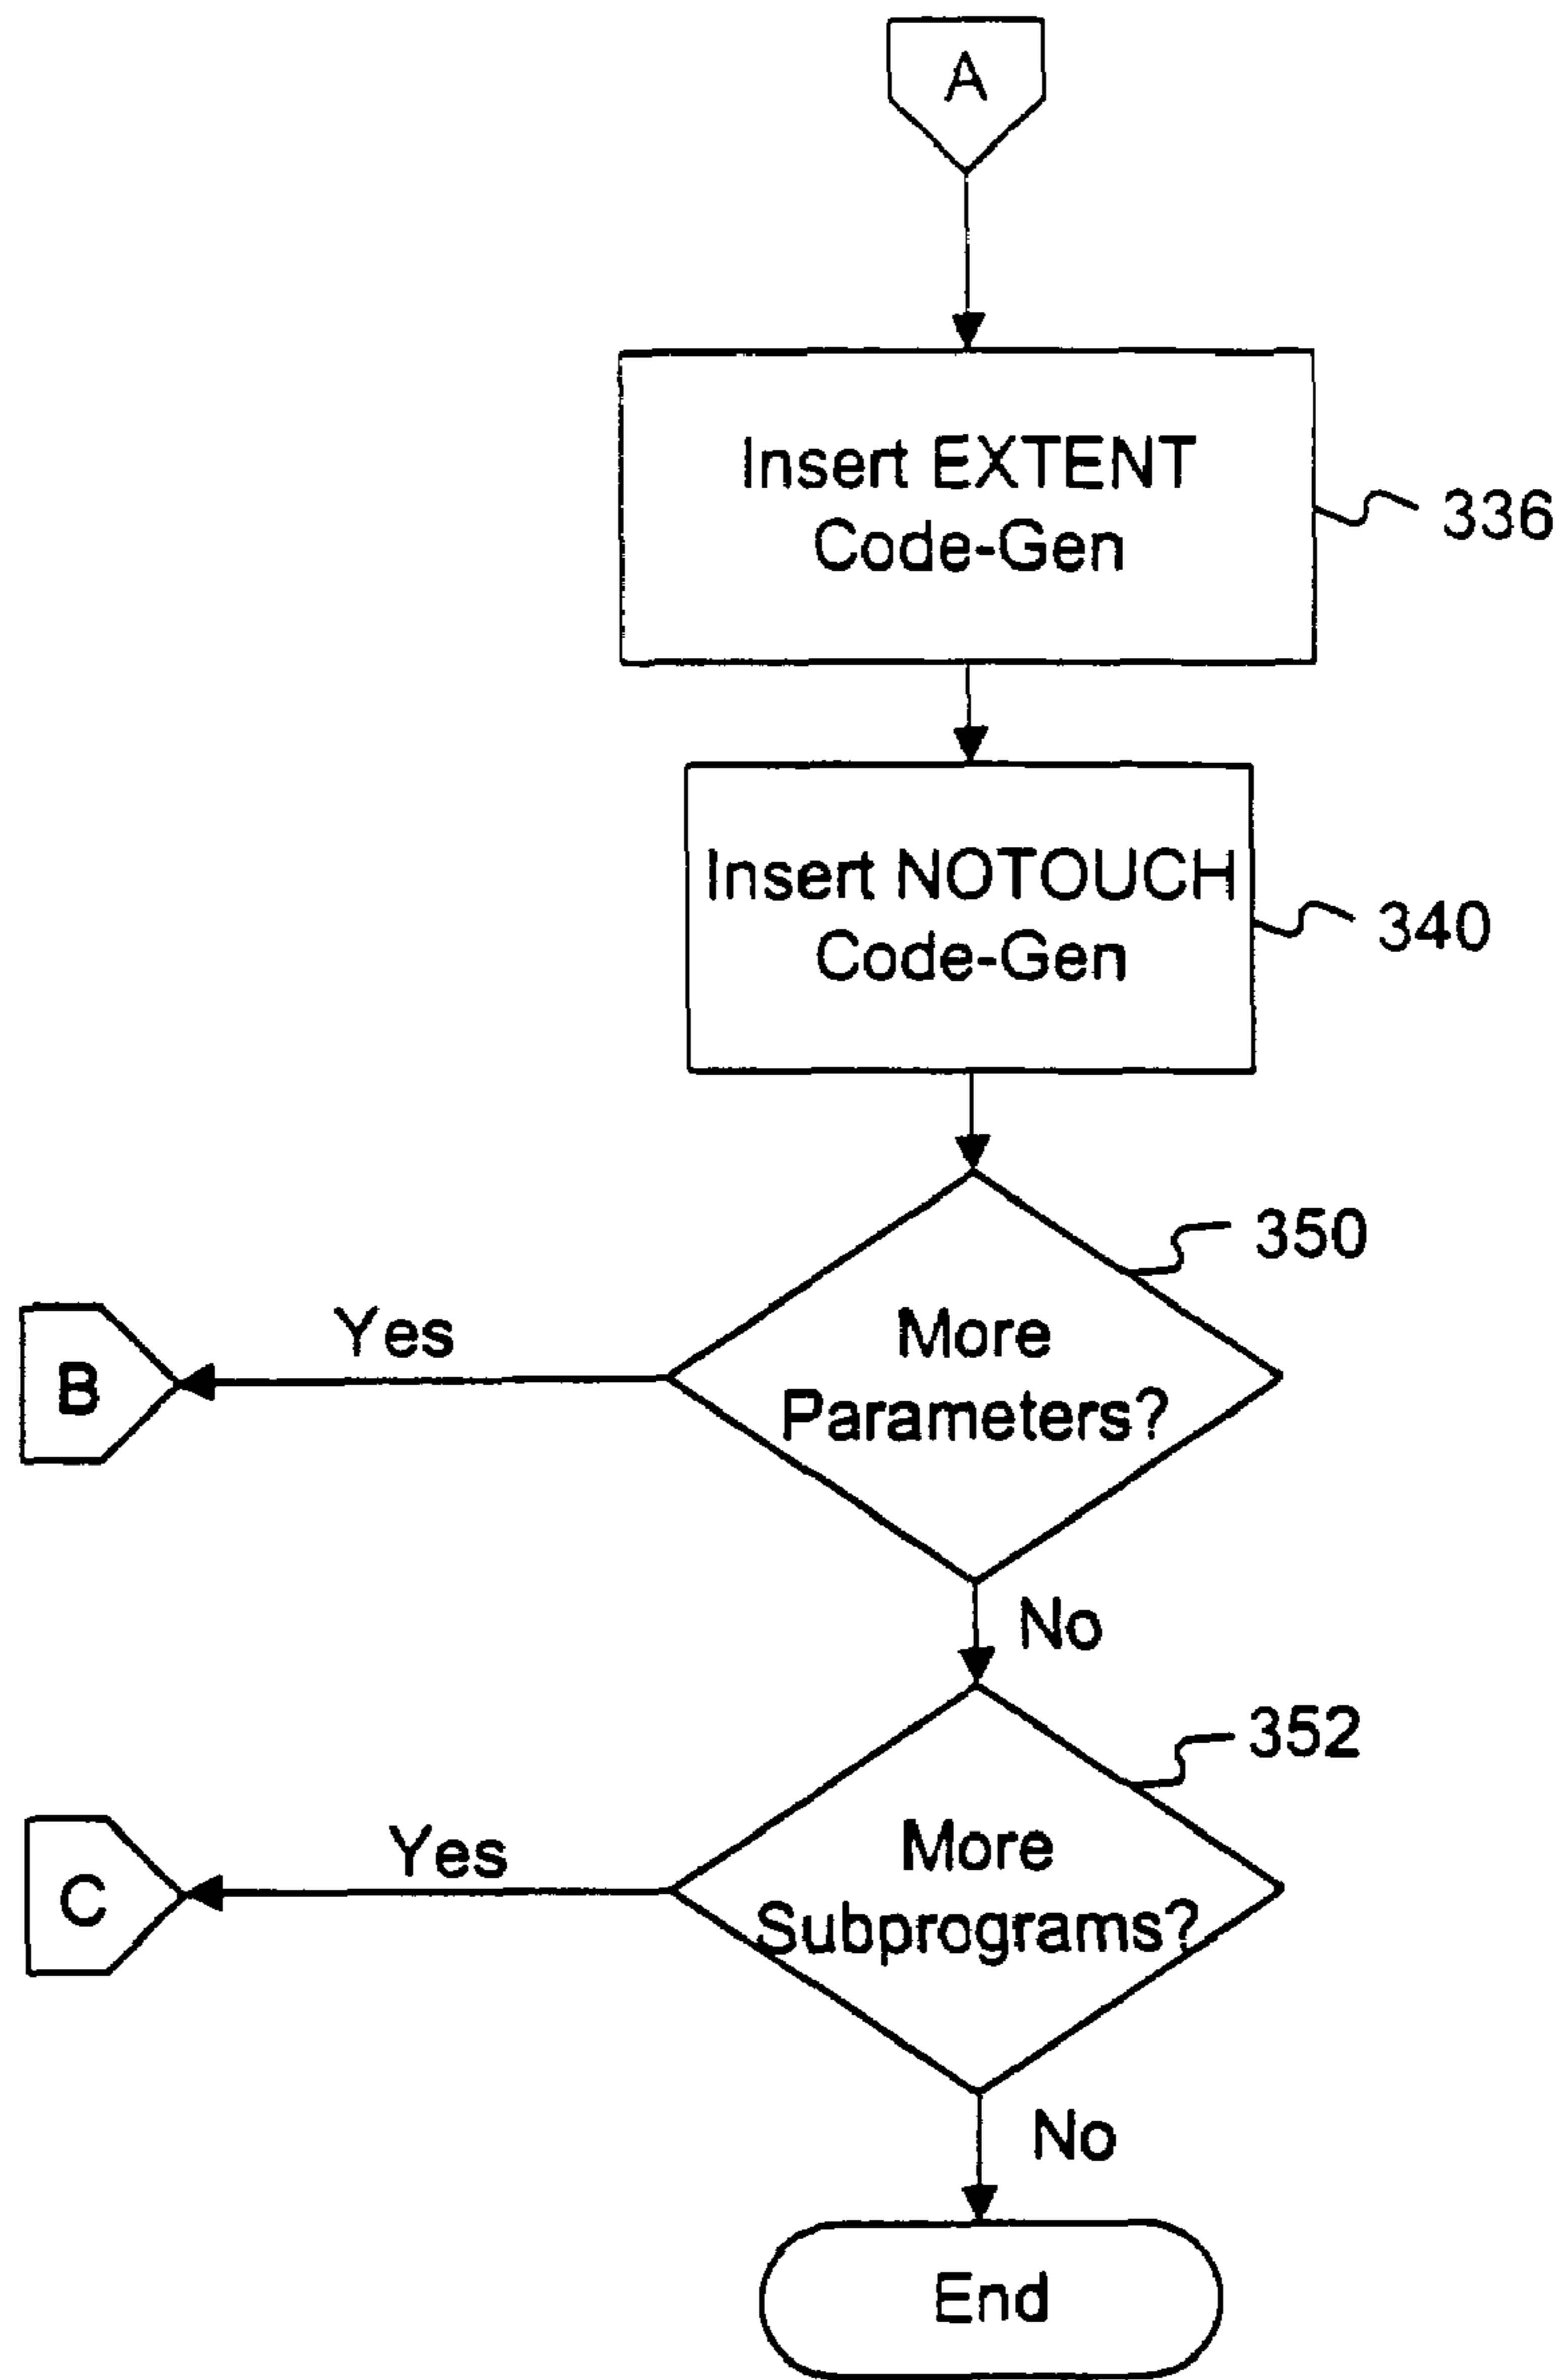 A
Insert EXTENT
Code-Gen
336
Insert NOTOUCH
Code-Gen
340
350
More
Parameters?
Yes
B
No
352
More
Subprograms?
Yes
C
No
End